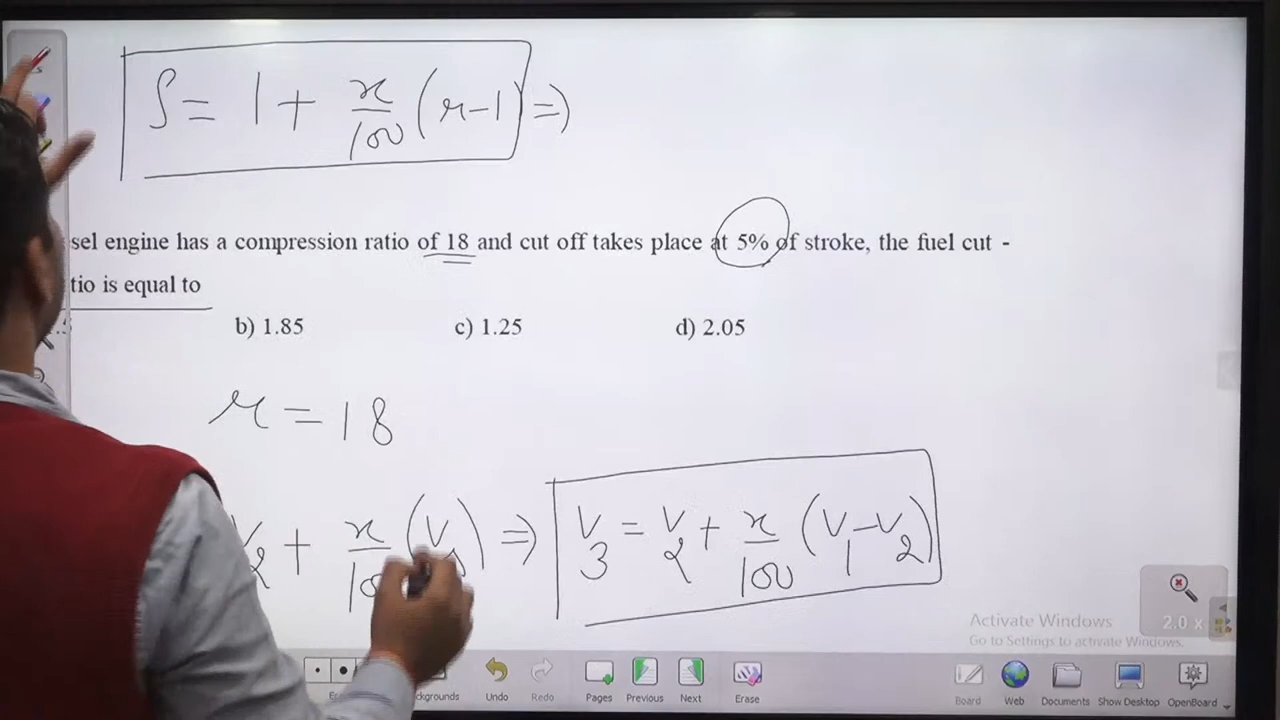 ρ = 1 + x/100 (r-1) ⇒
sel engine has a compression ratio of 18 and cut off takes place at 5% of stroke, the fuel cut -
tio is equal to
b) 1.85 c) 1.25 d) 2.05
r = 18
V2 + x/100 (V ) ⇒ V3 = V2 + x/100 (V1 - V2)
Activate Windows
Go to Settings to activate Windows.
2.0 x
Undo Redo Pages Previous Next Erase Board Web Documents Show Desktop OpenBoard